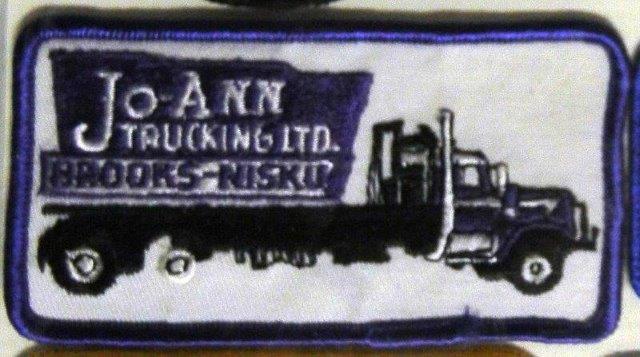 Jo-Ann
TRUCKING LTD.
BROOKS-NISKU